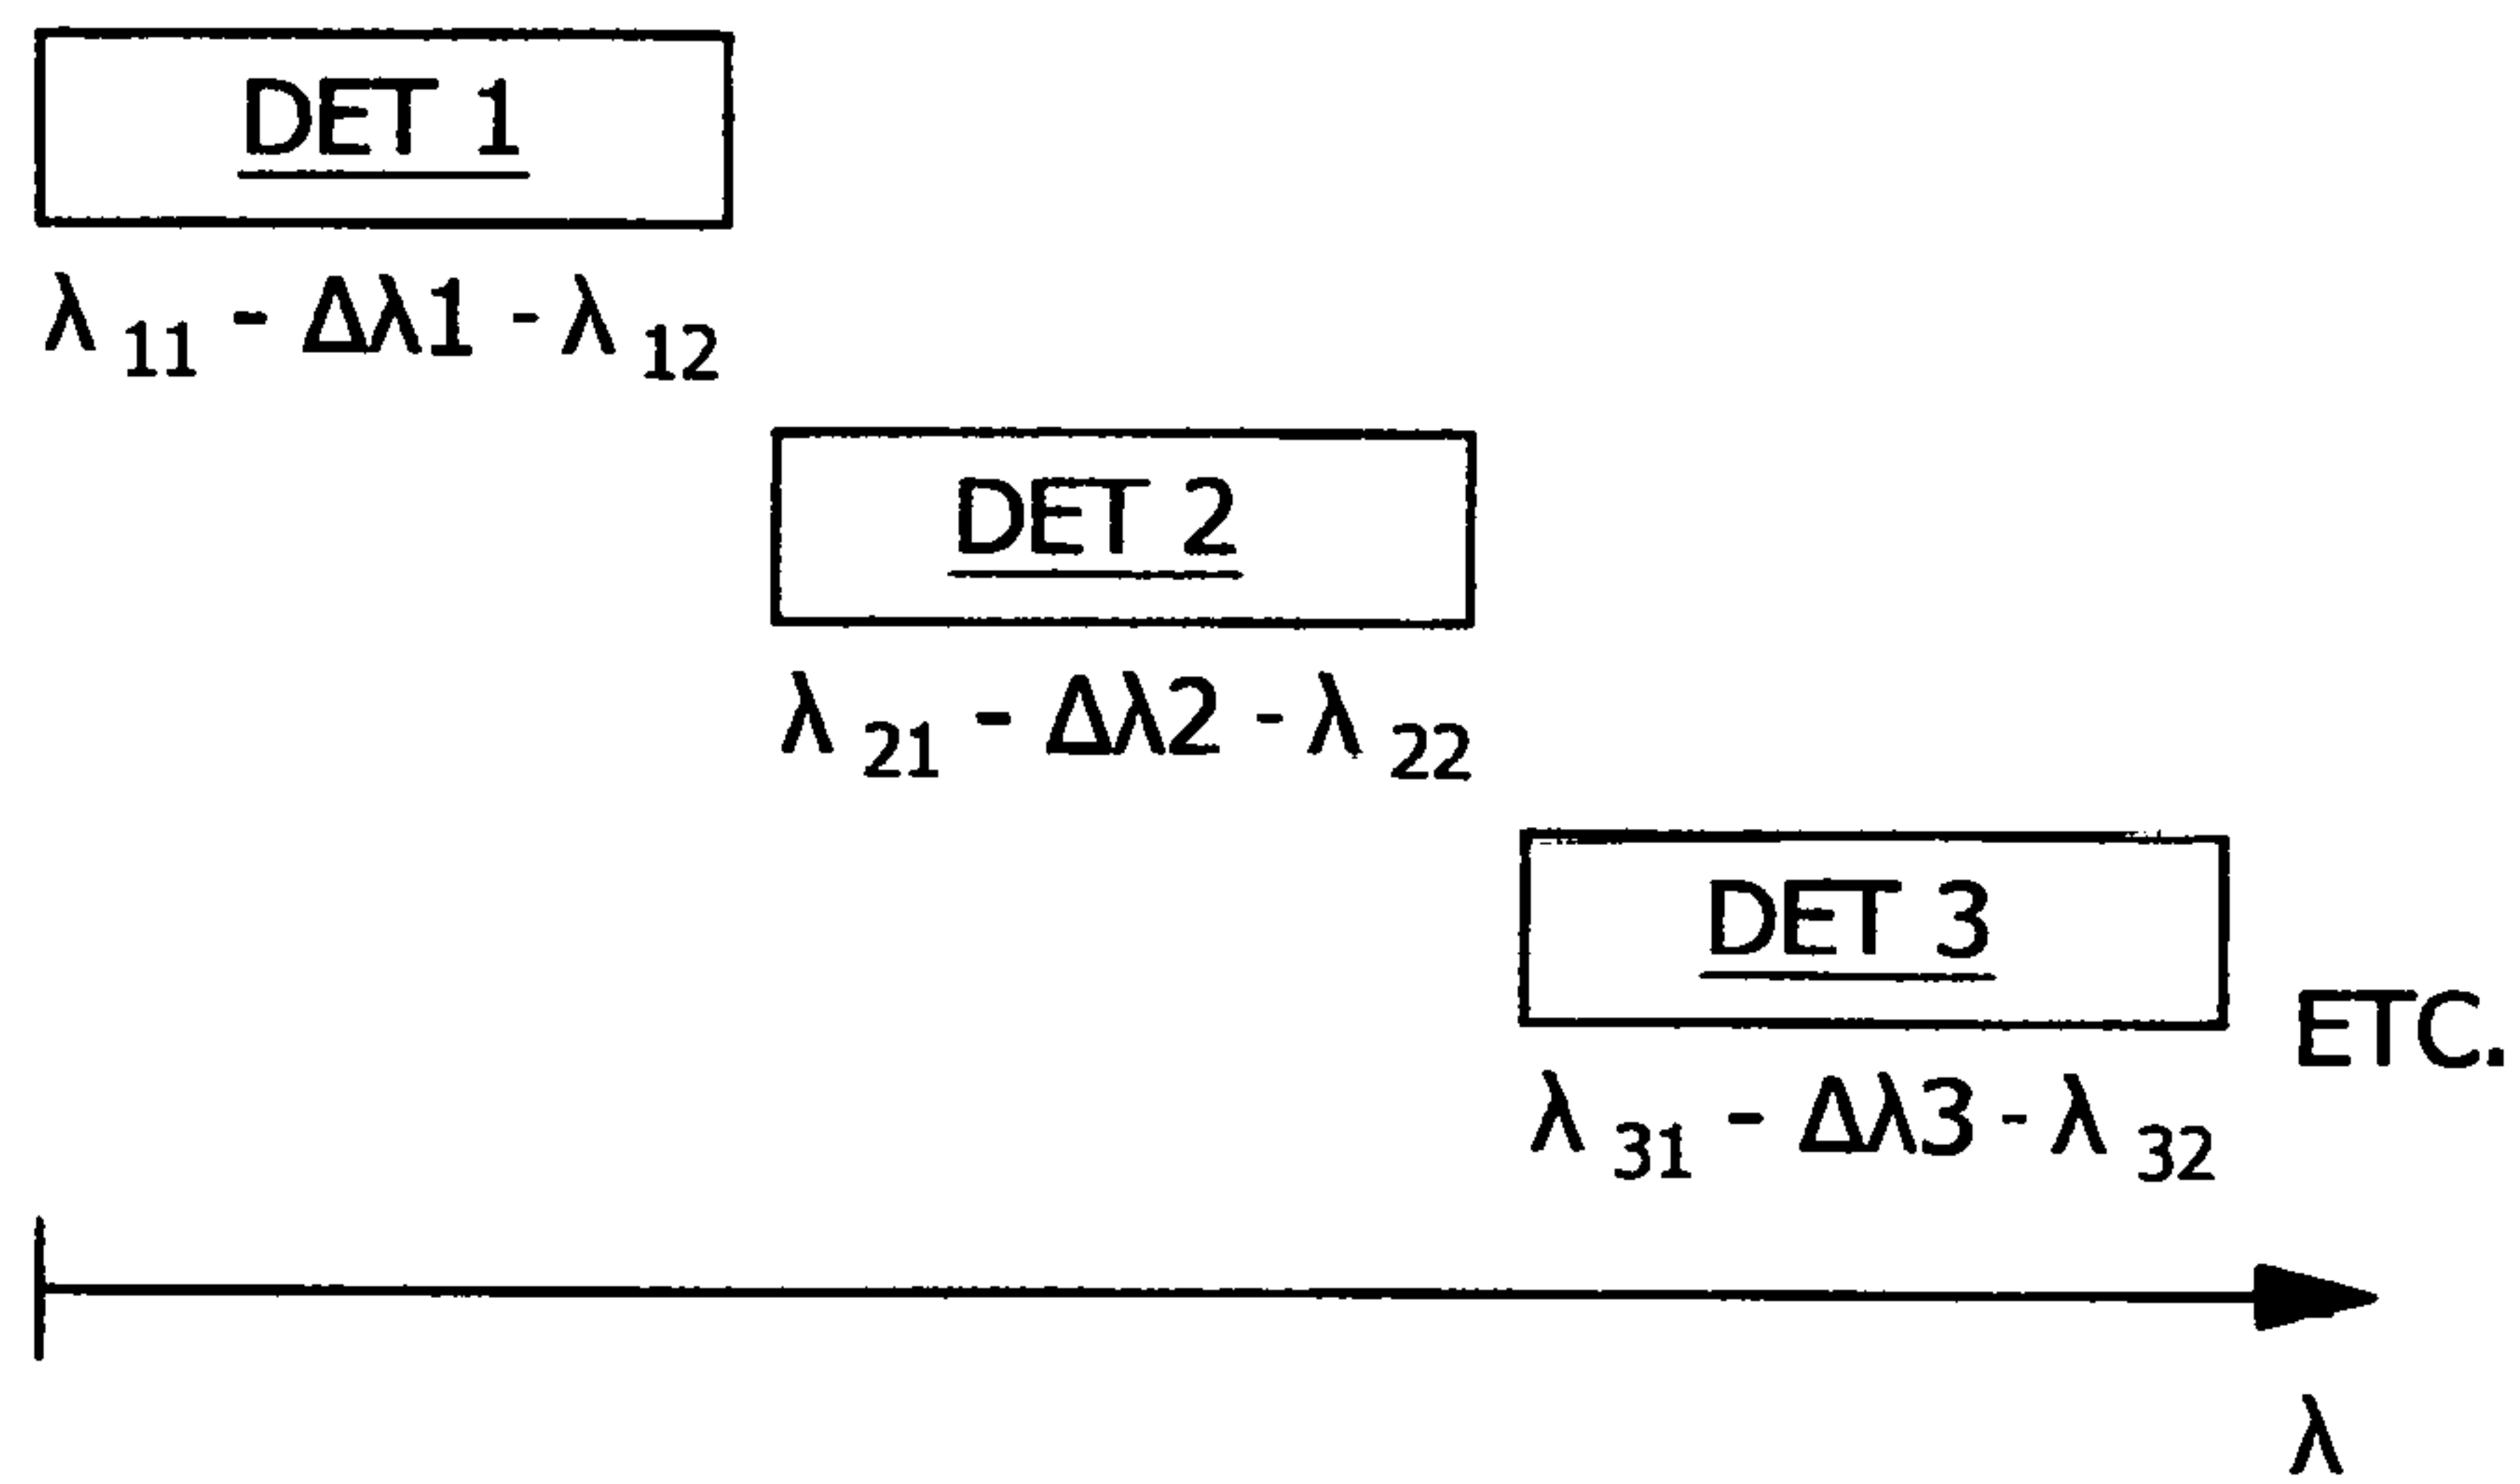 DET 1
λ 11 - Δλ1 - λ 12
DET 2
λ 21 - Δλ2 - λ 22
DET 3
ETC.
λ 31 - Δλ3 - λ 32
λ